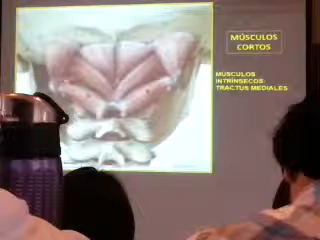 MÚSCULOS
CORTOS
MUSCULOS
INTRÍNSECOS:
TRACTUS MEDIALES